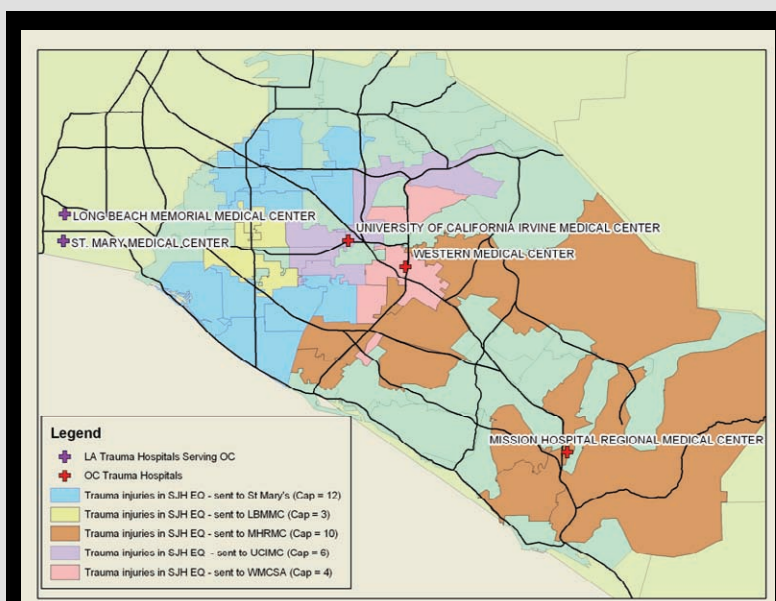 LONG BEACH MEMORIAL MEDICAL CENTER
UNIVERSITY OF CALIFORNIA IRVINE MEDICAL CENTER
ST. MARY MEDICAL CENTER
WESTERN MEDICAL CENTER
MISSION HOSPITAL REGIONAL MEDICAL CENTER
Legend
LA Trauma Hospitals Serving OC
OC Trauma Hospitals
Trauma injuries in SJH EQ - sent to St Mary's (Cap = 12)
Trauma injuries in SJH EQ - sent to LBMMC (Cap = 3)
Trauma injuries in SJH EQ - sent to MHRMC (Cap = 10)
Trauma injuries in SJH EQ - sent to UCIMC (Cap = 6)
Trauma injuries in SJH EQ - sent to WMCSA (Cap = 4)